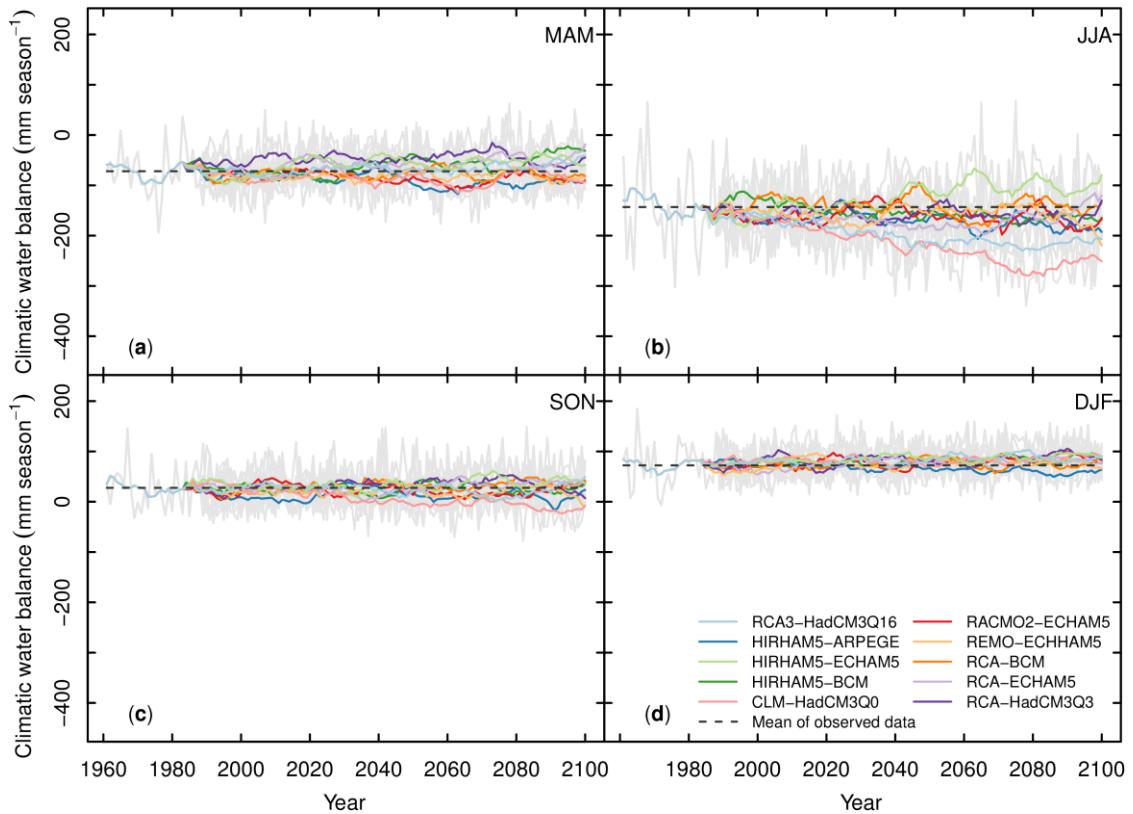 MAM
JJA
Climatic water balance (mm season⁻¹)
200
0
−200
−400
(a)
(b)
SON
DJF
Climatic water balance (mm season⁻¹)
200
0
−200
−400
RCA3−HadCM3Q16
HIRHAM5−ARPEGE
HIRHAM5−ECHAM5
HIRHAM5−BCM
CLM−HadCM3Q0
Mean of observed data
RACMO2−ECHAM5
REMO−ECHHAM5
RCA−BCM
RCA−ECHAM5
RCA−HadCM3Q3
(c)
(d)
1960 1980 2000 2020 2040 2060 2080 2100
1980 2000 2020 2040 2060 2080 2100
Year
Year